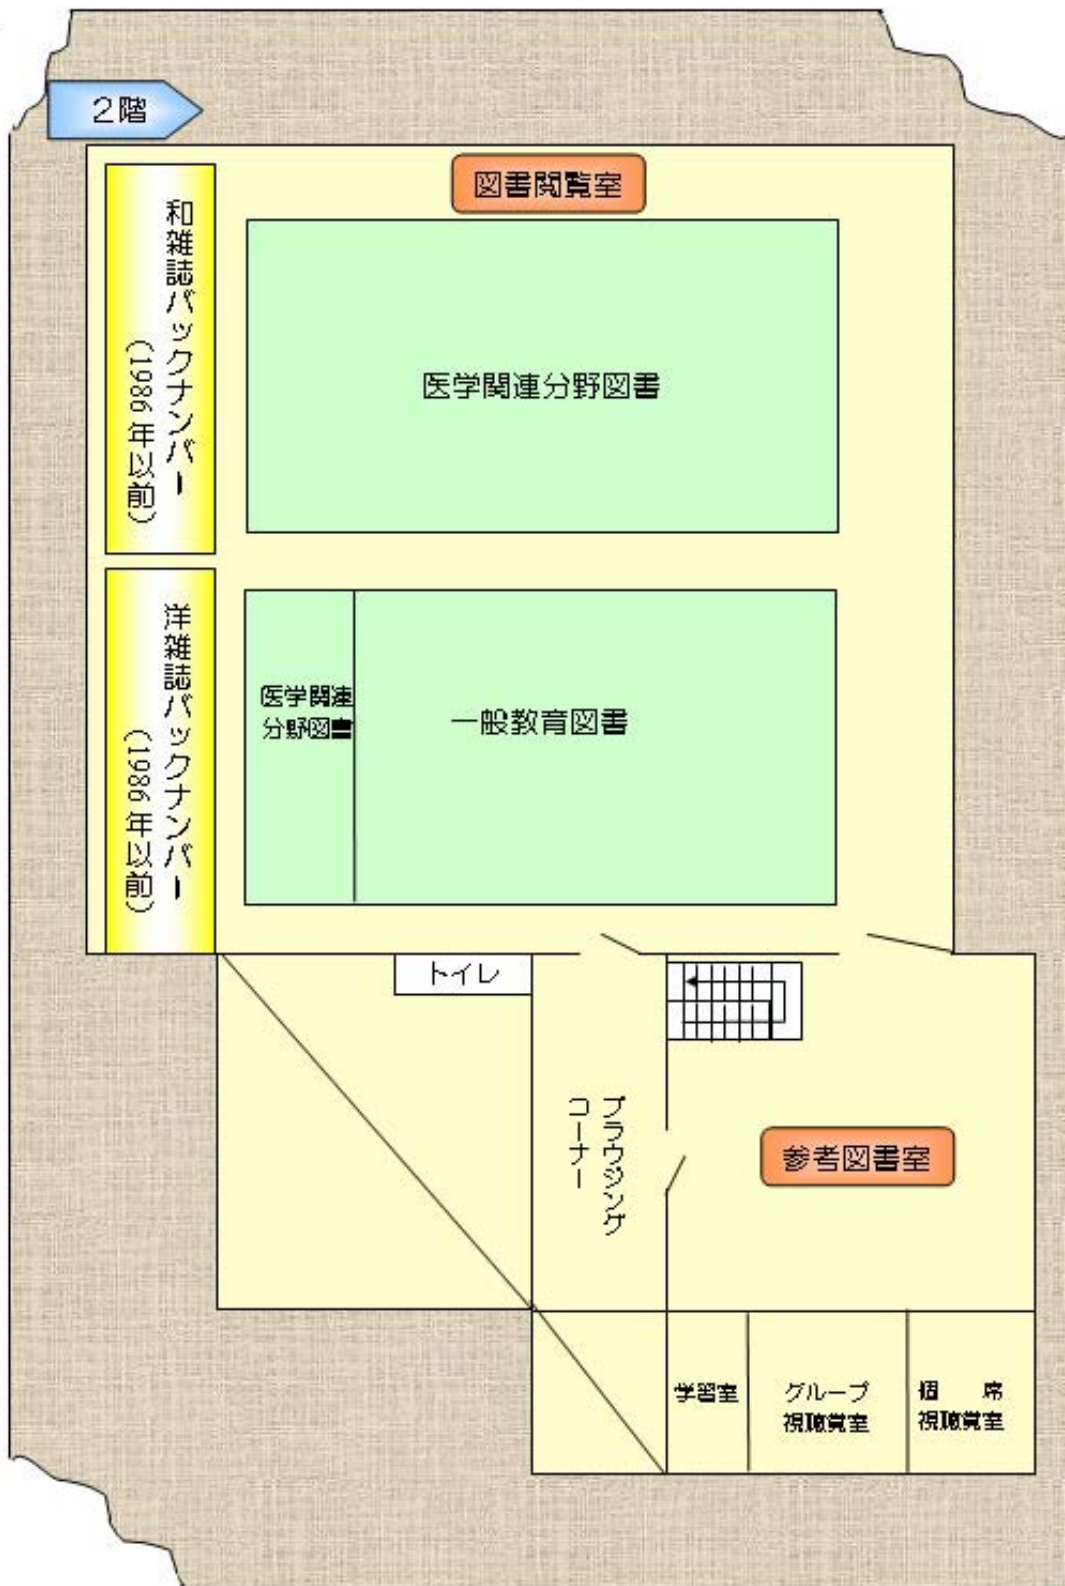 2階
図書閲覧室
和雑誌バックナンバー
(1986年以前)
医学関連分野図書
洋雑誌バックナンバー
(1986年以前)
医学関連
分野図書
一般教育図書
トイレ
ブラウジング
コーナー
参考図書室
学習室
グループ
視聴覚室
個 席
視聴覚室